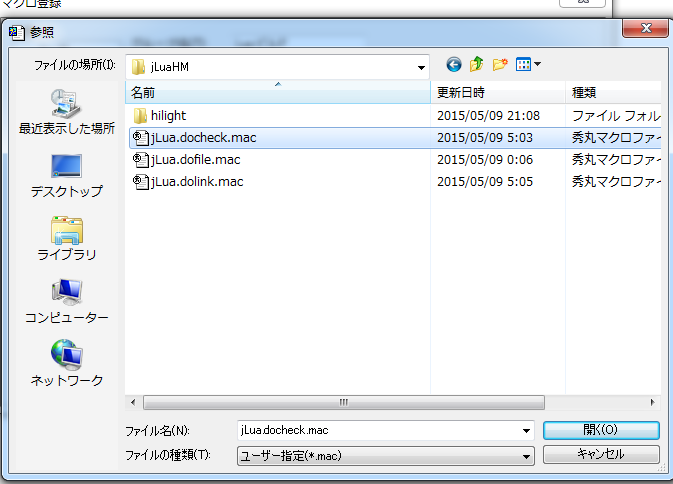 マクロ登録
参照
ファイルの場所(I):
jLuaHM
名前
更新日時
種類
hilight
2015/05/09 21:08
ファイル フォル
jLua.docheck.mac
2015/05/09 5:03
秀丸マクロファイ
jLua.dofile.mac
2015/05/09 0:06
秀丸マクロファイ
jLua.dolink.mac
2015/05/09 5:05
秀丸マクロファイ
最近表示した場所
デスクトップ
ライブラリ
コンピューター
ネットワーク
ファイル名(N):
jLua.docheck.mac
開く(O)
ファイルの種類(T):
ユーザー指定(*.mac)
キャンセル